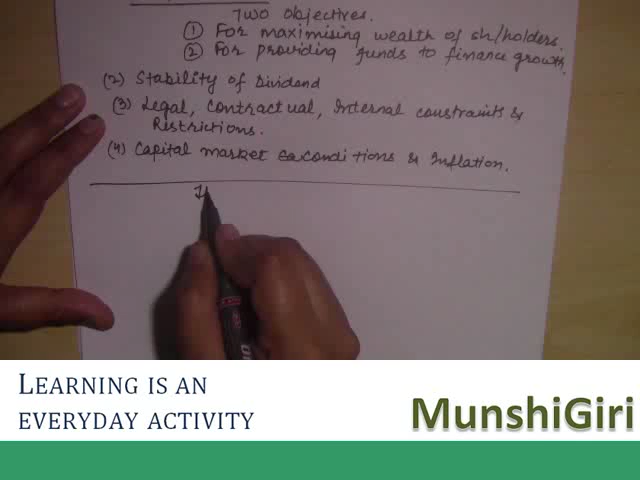 Two Objectives.
① For maximising wealth of sh/holders.
② For providing funds to finance growth.
(2) Stability of Dividend
(3) Legal, Contractual, Internal constraints &
Restrictions.
(4) Capital market conditions & Inflation.
LEARNING IS AN
EVERYDAY ACTIVITY
MunshiGiri